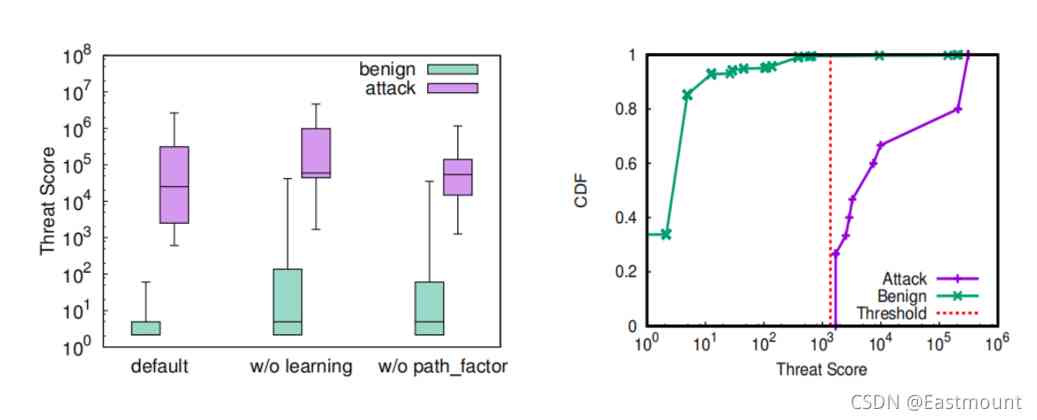 10^8
10^7
10^6
10^5
10^4
10^3
10^2
10^1
10^0
Threat Score
benign
attack
default
w/o learning
w/o path_factor
1
0.8
0.6
0.4
0.2
0
CDF
Attack
Benign
Threshold
10^0 10^1 10^2 10^3 10^4 10^5 10^6
Threat Score
CSDN @Eastmount